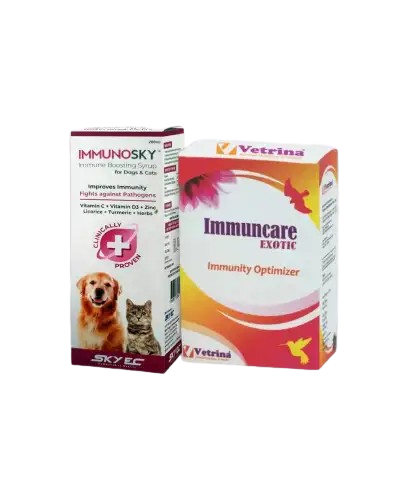 IMMUNOSKY
Immune Boosting Syrup
for Dogs & Cats
Improves Immunity
Fights against Pathogens
Vitamin C + Vitamin D3 + Zinc
Licorice + Turmeric + Herbs
CLINICALLY
PROVEN
SKYEC
Vetrina
Immuncare
EXOTIC
Immunity Optimizer
Vetrina